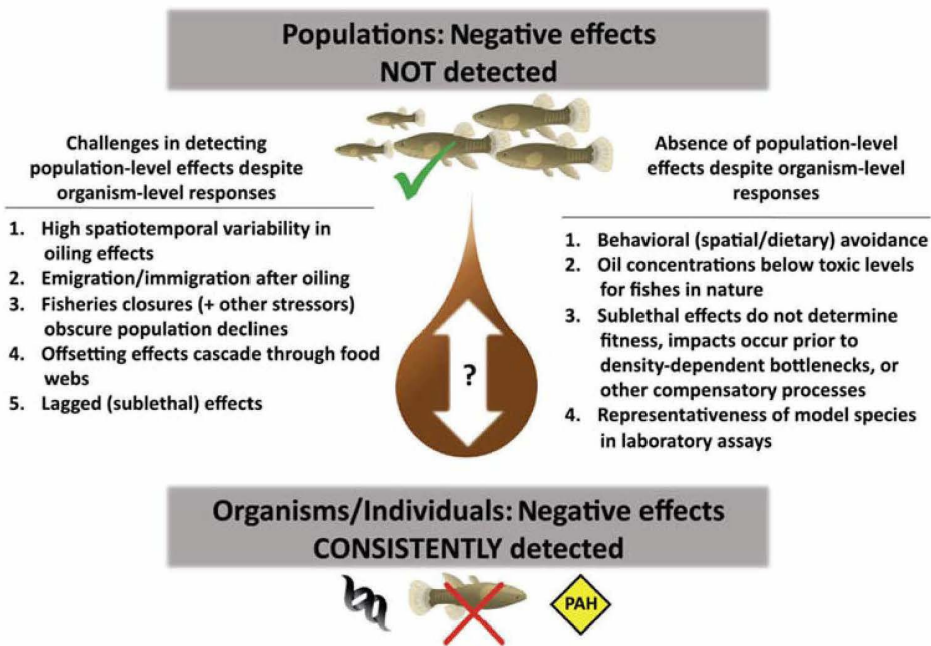 Populations: Negative effects
NOT detected
Challenges in detecting
population-level effects despite
organism-level responses
1. High spatiotemporal variability in
oiling effects
2. Emigration/immigration after oiling
3. Fisheries closures (+ other stressors)
obscure population declines
4. Offsetting effects cascade through food
webs
5. Lagged (sublethal) effects
?
Absence of population-level
effects despite organism-level
responses
1. Behavioral (spatial/dietary) avoidance
2. Oil concentrations below toxic levels
for fishes in nature
3. Sublethal effects do not determine
fitness, impacts occur prior to
density-dependent bottlenecks, or
other compensatory processes
4. Representativeness of model species
in laboratory assays
Organisms/Individuals: Negative effects
CONSISTENTLY detected
PAH